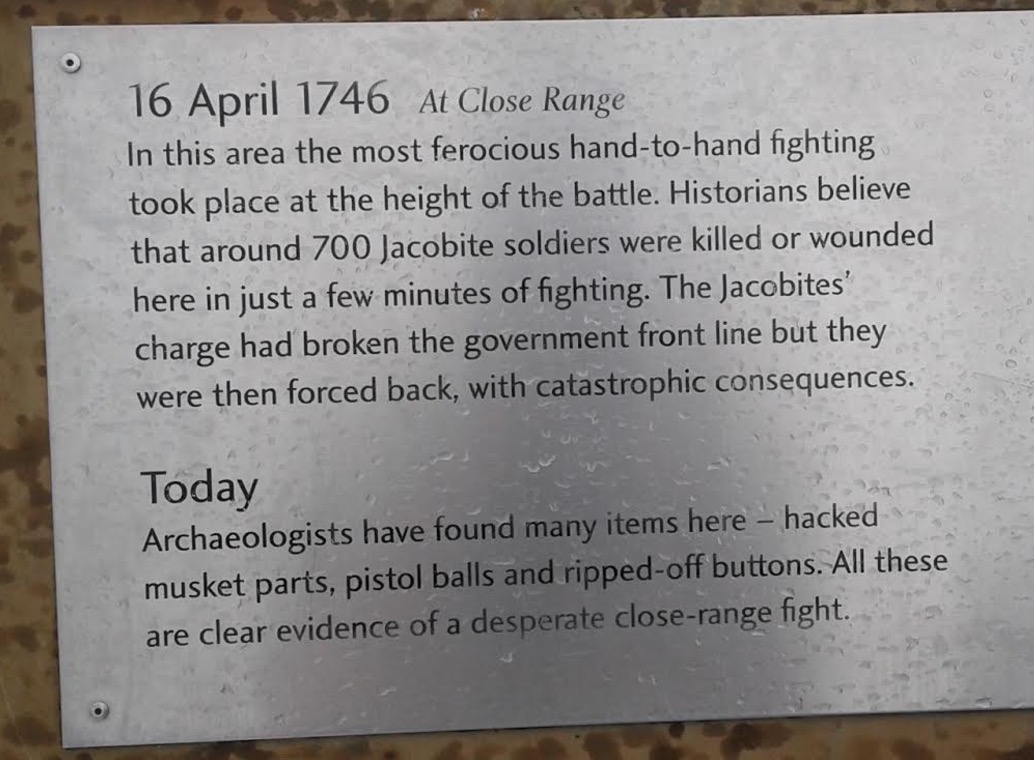 16 April 1746 At Close Range
In this area the most ferocious hand-to-hand fighting
took place at the height of the battle. Historians believe
that around 700 Jacobite soldiers were killed or wounded
here in just a few minutes of fighting. The Jacobites’
charge had broken the government front line but they
were then forced back, with catastrophic consequences.
Today
Archaeologists have found many items here – hacked
musket parts, pistol balls and ripped-off buttons. All these
are clear evidence of a desperate close-range fight.